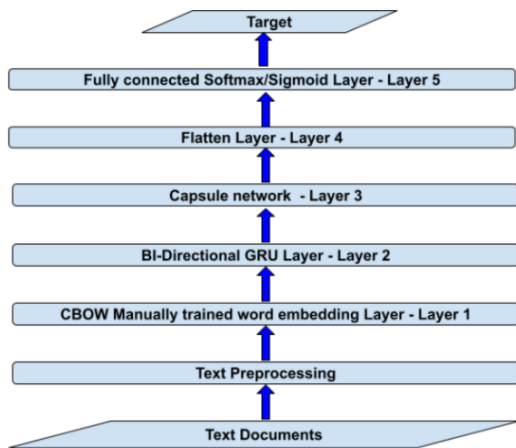 Target
Fully connected Softmax/Sigmoid Layer - Layer 5
Flatten Layer - Layer 4
Capsule network - Layer 3
BI-Directional GRU Layer - Layer 2
CBOW Manually trained word embedding Layer - Layer 1
Text Preprocessing
Text Documents